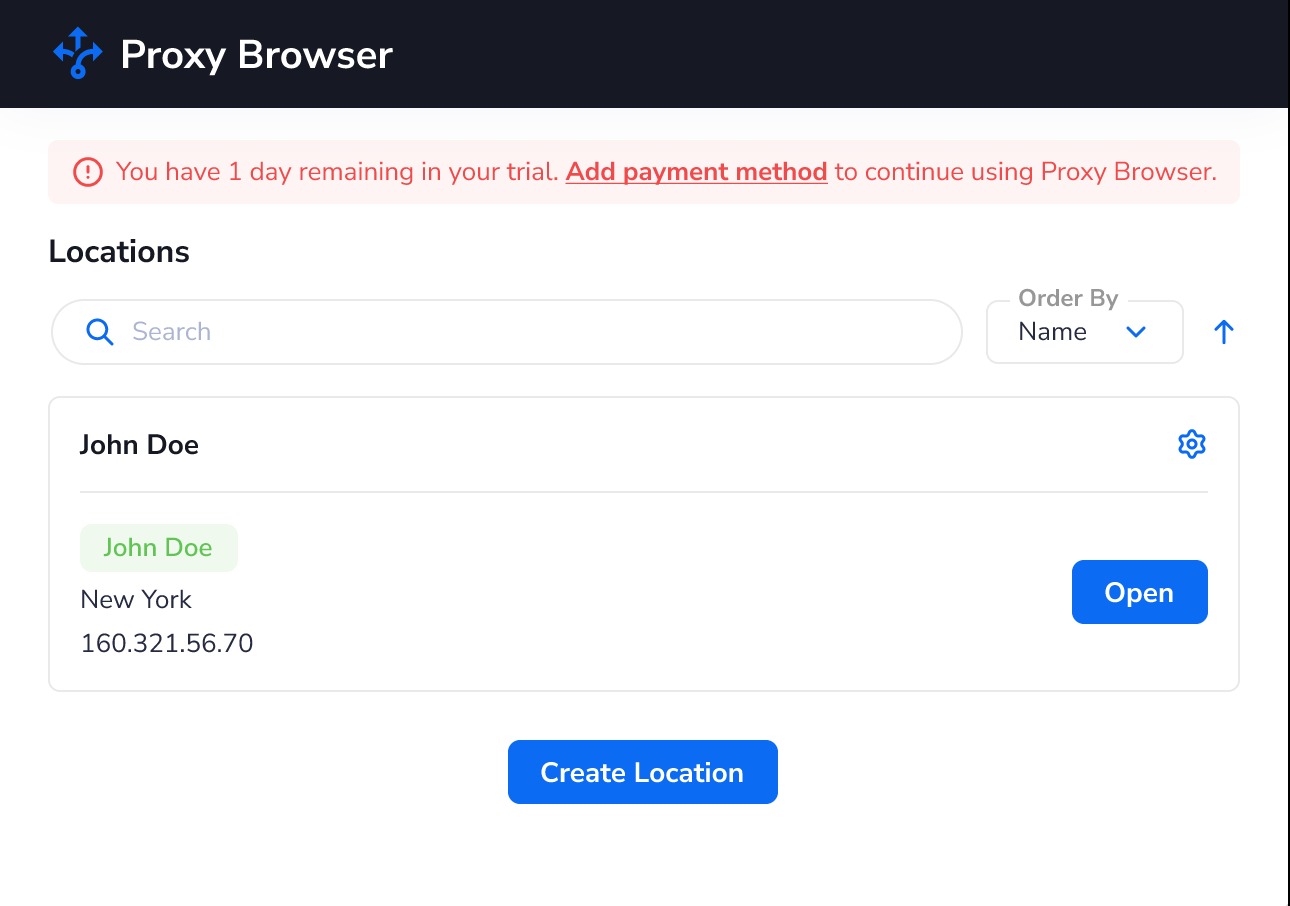 Proxy Browser
You have 1 day remaining in your trial. Add payment method to continue using Proxy Browser.
Locations
Search
Order By
Name
John Doe
John Doe
New York
160.321.56.70
Open
Create Location